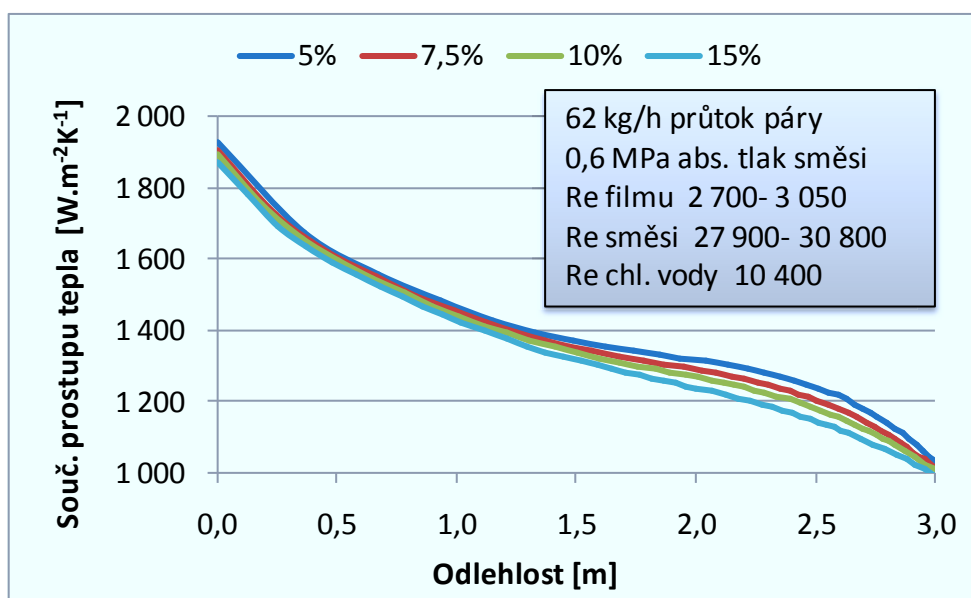 5% 7,5% 10% 15%
Souč. prostupu tepla [W.m⁻²K⁻¹]
2 000
1 800
1 600
1 400
1 200
1 000
62 kg/h průtok páry
0,6 MPa abs. tlak směsi
Re filmu 2 700- 3 050
Re směsi 27 900- 30 800
Re chl. vody 10 400
0,0 0,5 1,0 1,5 2,0 2,5 3,0
Odlehlost [m]